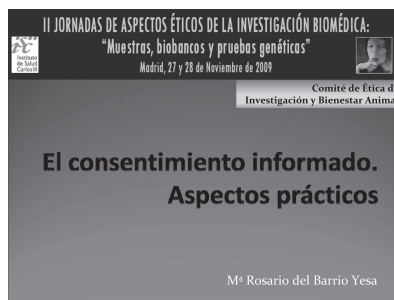 II JORNADAS DE ASPECTOS ÉTICOS DE LA INVESTIGACIÓN BIOMÉDICA:
“Muestras, biobancos y pruebas genéticas”
Madrid, 27 y 28 de Noviembre de 2009
Instituto
de Salud
Carlos III
Comité de Ética d
Investigación y Bienestar Anima
El consentimiento informado.
Aspectos prácticos
Mª Rosario del Barrio Yesa